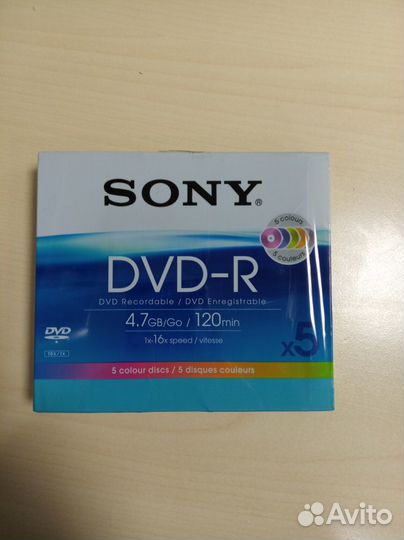 SONY®
5 colours
5 couleurs
DVD-R
DVD Recordable / DVD Enregistrable
4.7GB/Go / 120min
1x-16x speed / vitesse
DVD
x5
5 colour discs / 5 disques couleurs
Avito